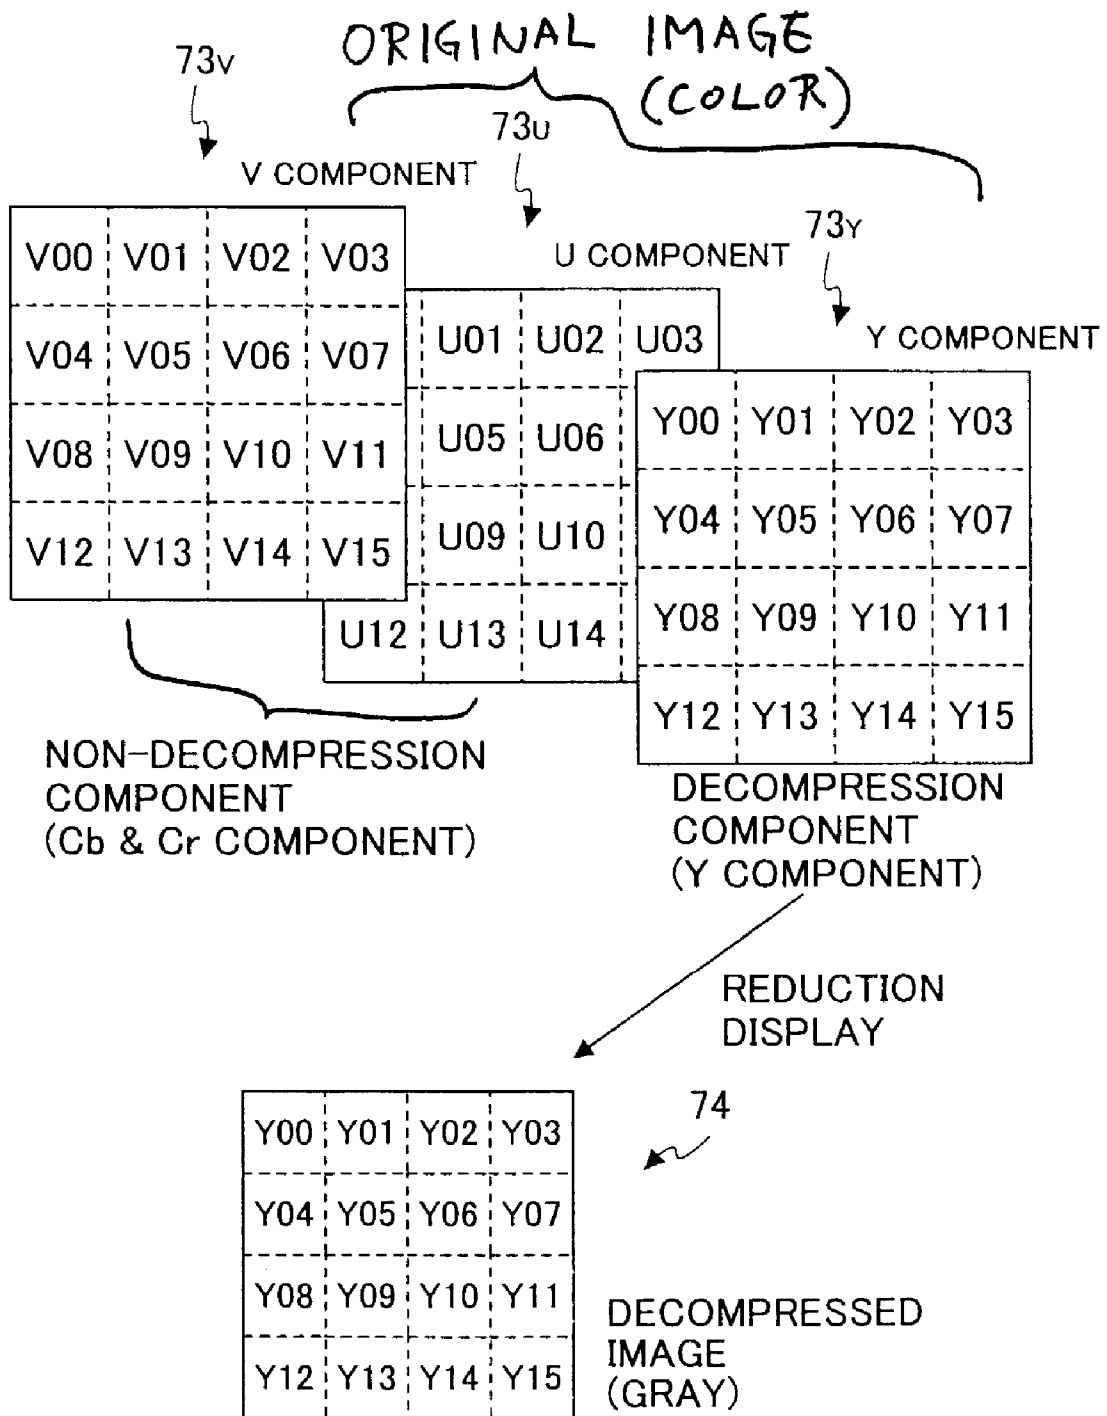 ORIGINAL IMAGE
(COLOR)
73V
V COMPONENT
73U
U COMPONENT
73Y
Y COMPONENT
V00 V01 V02 V03
V04 V05 V06 V07
V08 V09 V10 V11
V12 V13 V14 V15
U01 U02 U03
U05 U06
U09 U10
U12 U13 U14
Y00 Y01 Y02 Y03
Y04 Y05 Y06 Y07
Y08 Y09 Y10 Y11
Y12 Y13 Y14 Y15
NON-DECOMPRESSION
COMPONENT
(Cb & Cr COMPONENT)
DECOMPRESSION
COMPONENT
(Y COMPONENT)
REDUCTION
DISPLAY
74
Y00 Y01 Y02 Y03
Y04 Y05 Y06 Y07
Y08 Y09 Y10 Y11
Y12 Y13 Y14 Y15
DECOMPRESSED
IMAGE
(GRAY)